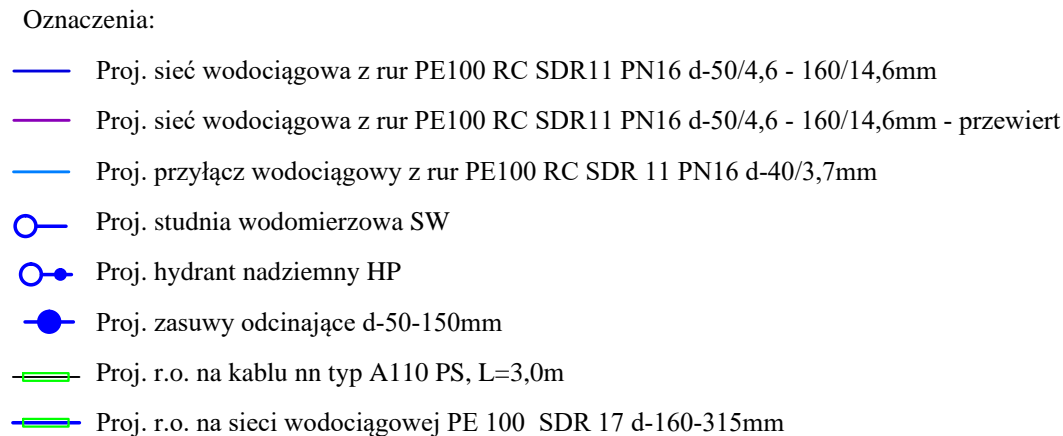 Oznaczenia:
Proj. sieć wodociągowa z rur PE100 RC SDR11 PN16 d-50/4,6 - 160/14,6mm
Proj. sieć wodociągowa z rur PE100 RC SDR11 PN16 d-50/4,6 - 160/14,6mm - przewiert
Proj. przyłącz wodociągowy z rur PE100 RC SDR 11 PN16 d-40/3,7mm
Proj. studnia wodomierzowa SW
Proj. hydrant nadziemny HP
Proj. zasuwy odcinające d-50-150mm
Proj. r.o. na kablu nn typ A110 PS, L=3,0m
Proj. r.o. na sieci wodociągowej PE 100  SDR 17 d-160-315mm